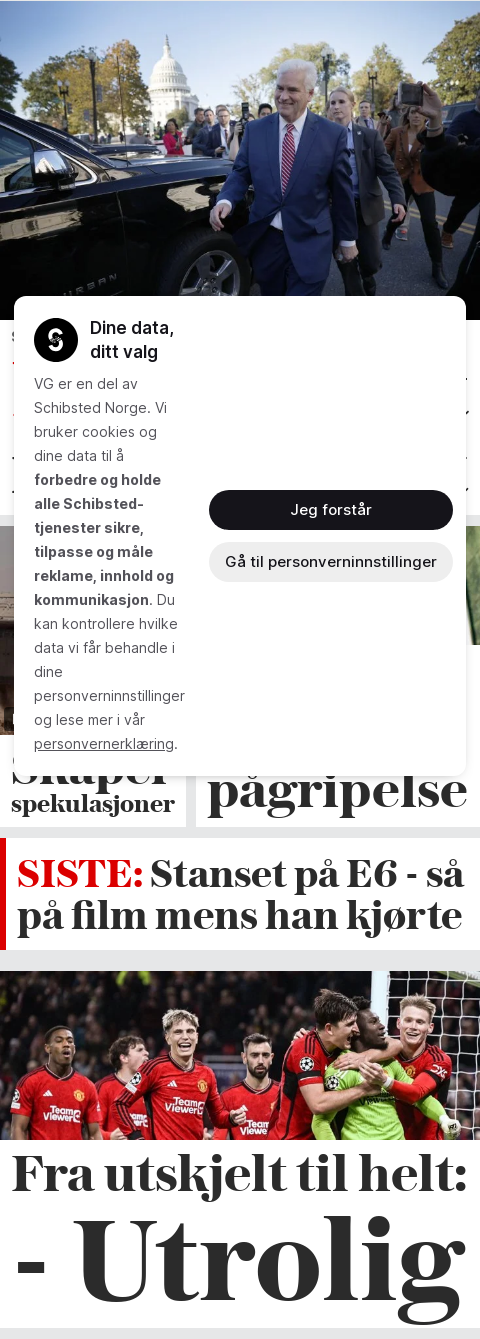 Dine data,
ditt valg
VG er en del av
Schibsted Norge. Vi
bruker cookies og
dine data til å
forbedre og holde
alle Schibsted-
tjenester sikre,
tilpasse og måle
reklame, innhold og
kommunikasjon. Du
kan kontrollere hvilke
data vi får behandle i
dine
personverninnstillinger
og lese mer i vår
personvernerklæring.
Jeg forstår
Gå til personverninnstillinger
Skaper
spekulasjoner
pågripelse
SISTE: Stanset på E6 - så
på film mens han kjørte
Fra utskjelt til helt:
- Utrolig